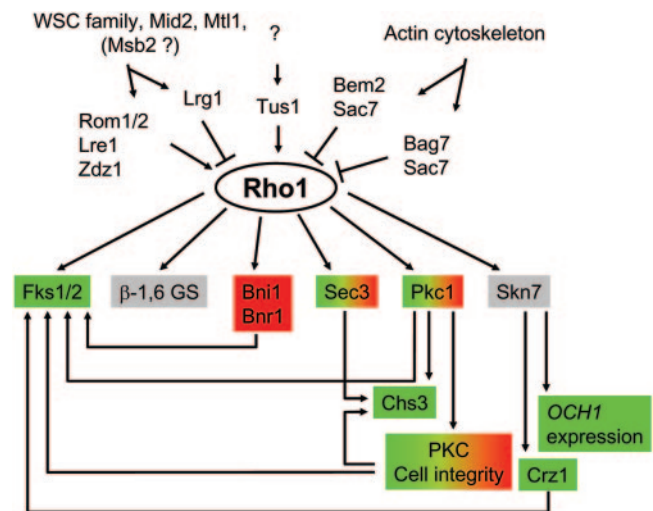 WSC family, Mid2, Mtl1,
(Msb2 ?)
?
Actin cytoskeleton
Lrg1
Tus1
Bem2
Sac7
Rom1/2
Lre1
Zdz1
Bag7
Sac7
Rho1
Fks1/2
β-1,6 GS
Bni1
Bnr1
Sec3
Pkc1
Skn7
Chs3
OCH1
expression
PKC
Cell integrity
Crz1